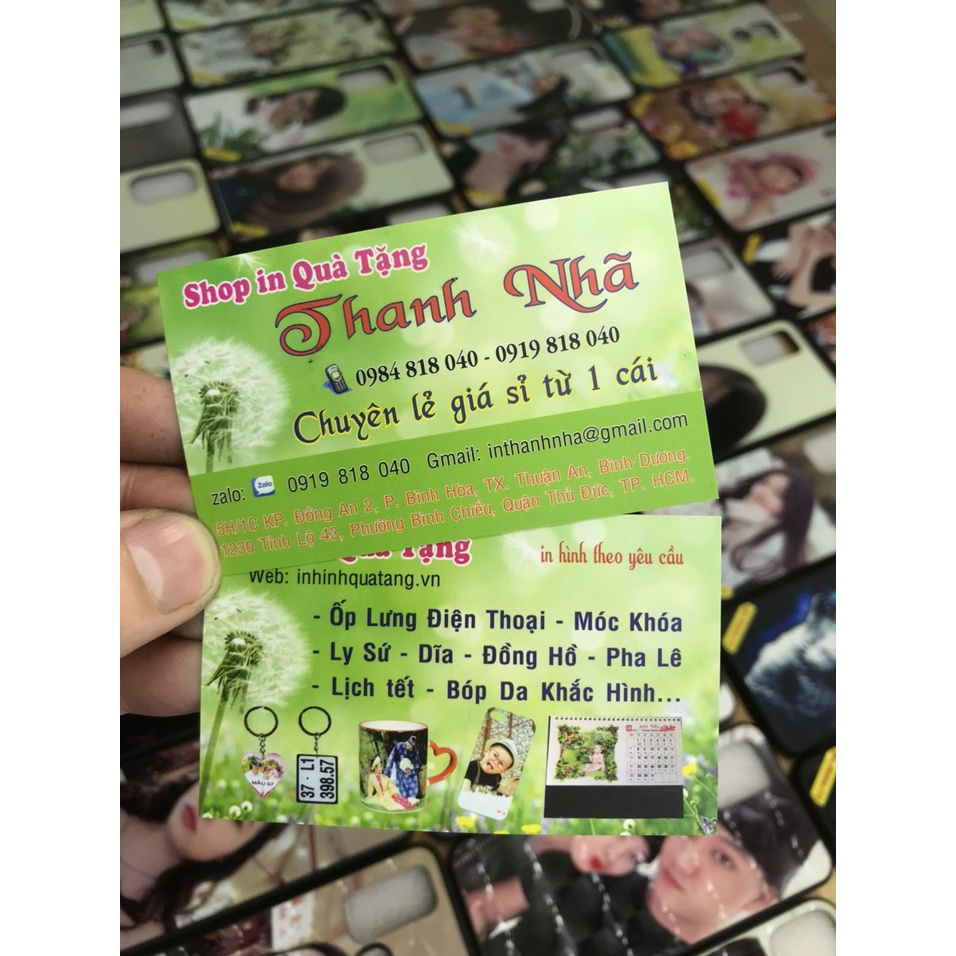 Shop in Quà Tặng
Thanh Nhã
0984 818 040 - 0919 818 040
Chuyên lẻ giá sỉ từ 1 cái
zalo: Zalo 0919 818 040 Gmail: inthanhnha@gmail.com
5H/1C KP. Đồng An 2, P. Bình Hòa, TX. Thuận An, Bình Dương.
1230 Tỉnh Lộ 43, Phường Bình Chiểu, Quận Thủ Đức, TP. HCM.
Quà Tặng in hình theo yêu cầu
Web: inhinhquatang.vn
- Ốp Lưng Điện Thoại - Móc Khóa
- Ly Sứ - Dĩa - Đồng Hồ - Pha Lê
- Lịch tết - Bóp Da Khắc Hình...
MẪU 07
37 - L1
398.57